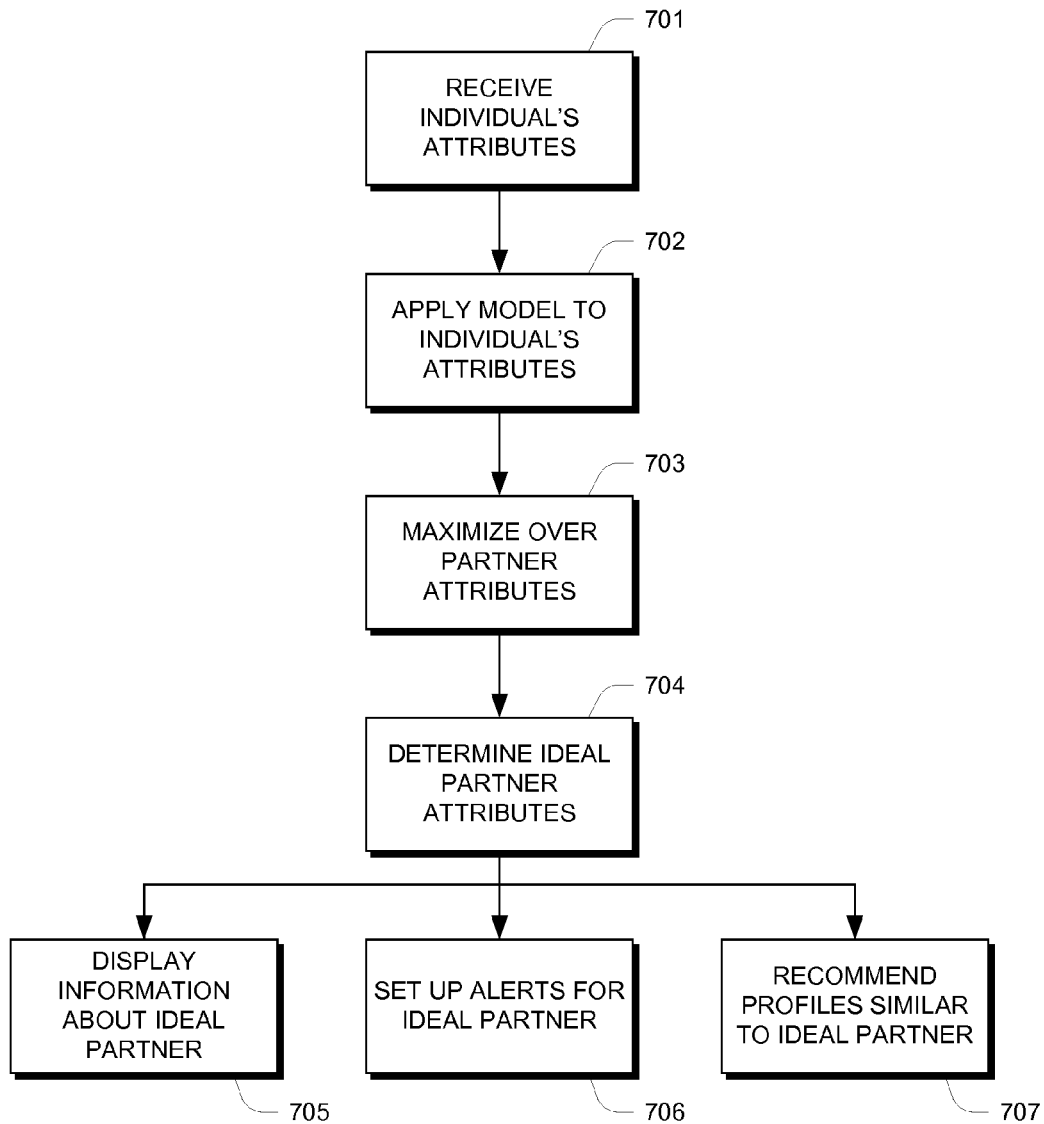 701
RECEIVE
INDIVIDUAL'S
ATTRIBUTES
702
APPLY MODEL TO
INDIVIDUAL'S
ATTRIBUTES
703
MAXIMIZE OVER
PARTNER
ATTRIBUTES
704
DETERMINE IDEAL
PARTNER
ATTRIBUTES
DISPLAY
INFORMATION
ABOUT IDEAL
PARTNER
705
SET UP ALERTS FOR
IDEAL PARTNER
706
RECOMMEND
PROFILES SIMILAR
TO IDEAL PARTNER
707